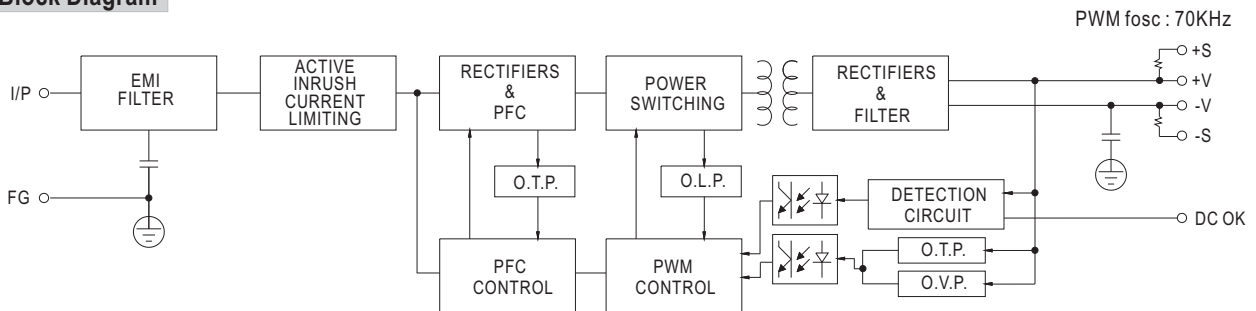 Block Diagram
PWM fosc : 70KHz
I/P
EMI
FILTER
ACTIVE
INRUSH
CURRENT
LIMITING
RECTIFIERS
&
PFC
POWER
SWITCHING
RECTIFIERS
&
FILTER
+S
+V
-V
-S
FG
O.T.P.
O.L.P.
DETECTION
CIRCUIT
DC OK
PFC
CONTROL
PWM
CONTROL
O.T.P.
O.V.P.